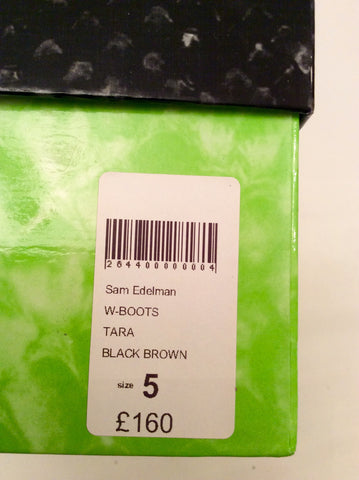 264400000004
Sam Edelman
W-BOOTS
TARA
BLACK BROWN
size 5
£160